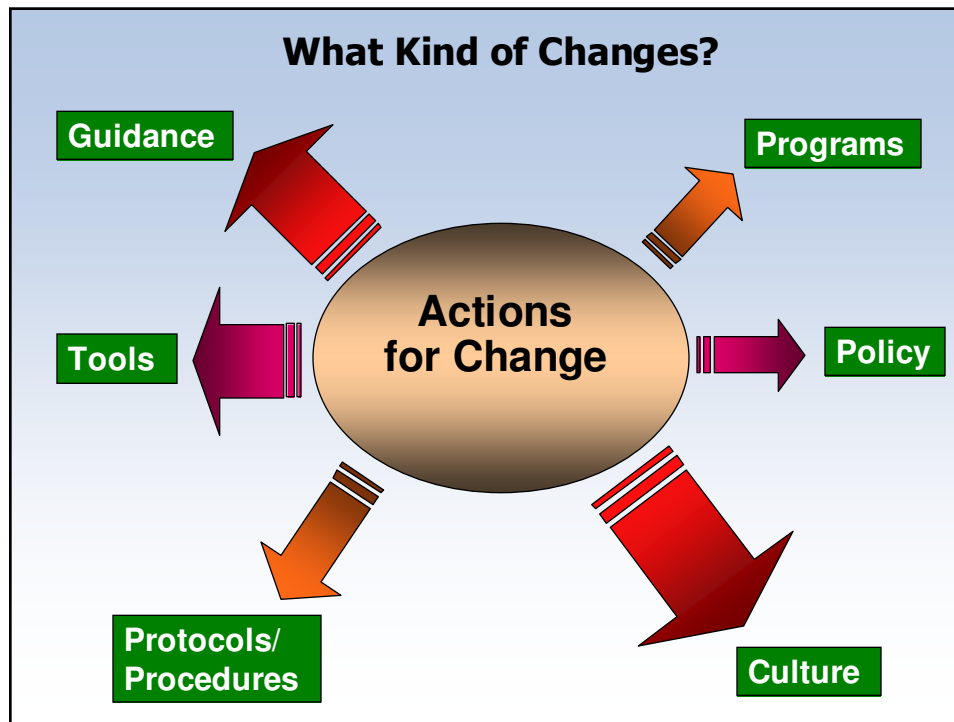 What Kind of Changes?
Guidance
Programs
Actions
for Change
Tools
Policy
Protocols/
Procedures
Culture